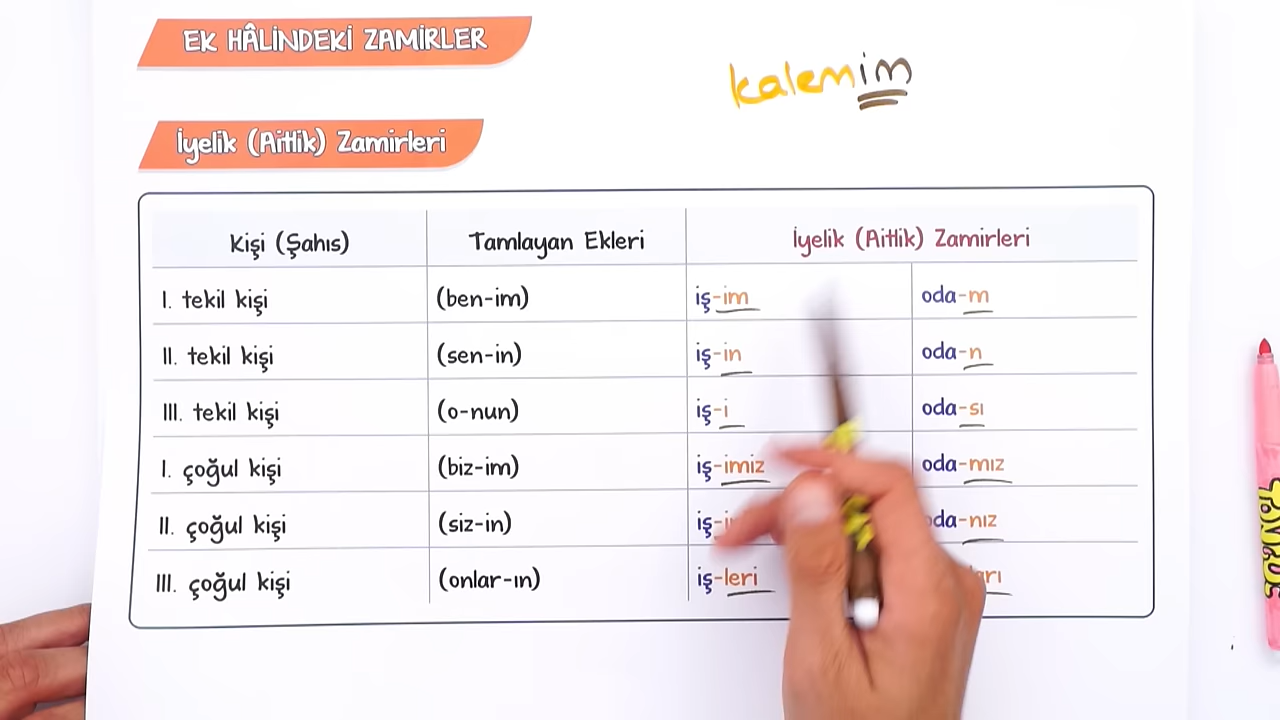 EK HÂLİNDEKİ ZAMİRLER
kalemim
İyelik (Aitlik) Zamirleri
Kişi (Şahıs) Tamlayan Ekleri İyelik (Aitlik) Zamirleri
I. tekil kişi (ben-im) iş-im oda-m
II. tekil kişi (sen-in) iş-in oda-n
III. tekil kişi (o-nun) iş-i oda-sı
I. çoğul kişi (biz-im) iş-imiz oda-mız
II. çoğul kişi (siz-in) oda-nız
III. çoğul kişi (onlar-ın) iş-leri